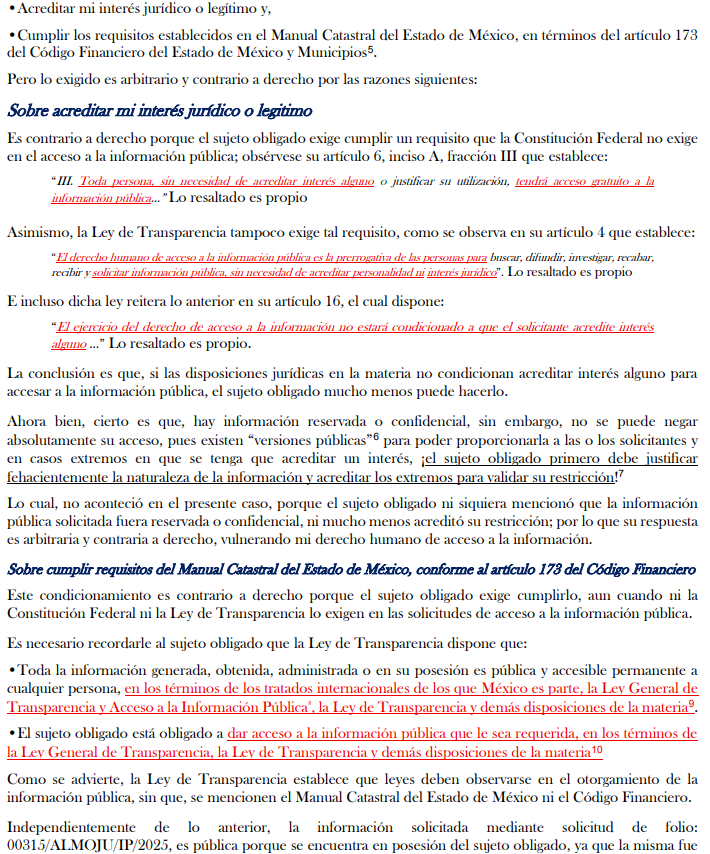 •Acreditar mi interés jurídico o legítimo y,
•Cumplir los requisitos establecidos en el Manual Catastral del Estado de México, en términos del artículo 173
del Código Financiero del Estado de México y Municipios5.
Pero lo exigido es arbitrario y contrario a derecho por las razones siguientes:
Sobre acreditar mi interés jurídico o legitimo
Es contrario a derecho porque el sujeto obligado exige cumplir un requisito que la Constitución Federal no exige
en el acceso a la información pública; obsérvese su artículo 6, inciso A, fracción III que establece:
“III. Toda persona, sin necesidad de acreditar interés alguno o justificar su utilización, tendrá acceso gratuito a la
información pública...” Lo resaltado es propio
Asimismo, la Ley de Transparencia tampoco exige tal requisito, como se observa en su artículo 4 que establece:
“El derecho humano de acceso a la información pública es la prerrogativa de las personas para buscar, difundir, investigar, recabar,
recibir y solicitar información pública, sin necesidad de acreditar personalidad ni interés jurídico”. Lo resaltado es propio
E incluso dicha ley reitera lo anterior en su artículo 16, el cual dispone:
“El ejercicio del derecho de acceso a la información no estará condicionado a que el solicitante acredite interés
alguno ...” Lo resaltado es propio.
La conclusión es que, si las disposiciones jurídicas en la materia no condicionan acreditar interés alguno para
accesar a la información pública, el sujeto obligado mucho menos puede hacerlo.
Ahora bien, cierto es que, hay información reservada o confidencial, sin embargo, no se puede negar
absolutamente su acceso, pues existen “versiones públicas”6 para poder proporcionarla a las o los solicitantes y
en casos extremos en que se tenga que acreditar un interés, ¡el sujeto obligado primero debe justificar
fehacientemente la naturaleza de la información y acreditar los extremos para validar su restricción!7
Lo cual, no aconteció en el presente caso, porque el sujeto obligado ni siquiera mencionó que la información
pública solicitada fuera reservada o confidencial, ni mucho menos acreditó su restricción; por lo que su respuesta
es arbitraria y contraria a derecho, vulnerando mi derecho humano de acceso a la información.
Sobre cumplir requisitos del Manual Catastral del Estado de México, conforme al artículo 173 del Código Financiero
Este condicionamiento es contrario a derecho porque el sujeto obligado exige cumplirlo, aun cuando ni la
Constitución Federal ni la Ley de Transparencia lo exigen en las solicitudes de acceso a la información pública.
Es necesario recordarle al sujeto obligado que la Ley de Transparencia dispone que:
•Toda la información generada, obtenida, administrada o en su posesión es pública y accesible permanente a
cualquier persona, en los términos de los tratados internacionales de los que México es parte, la Ley General de
Transparencia y Acceso a la Información Pública8, la Ley de Transparencia y demás disposiciones de la materia9.
•El sujeto obligado está obligado a dar acceso a la información pública que le sea requerida, en los términos de
la Ley General de Transparencia, la Ley de Transparencia y demás disposiciones de la materia10
Como se advierte, la Ley de Transparencia establece que leyes deben observarse en el otorgamiento de la
información pública, sin que, se mencionen el Manual Catastral del Estado de México ni el Código Financiero.
Independientemente de lo anterior, la información solicitada mediante solicitud de folio:
00315/ALMOJU/IP/2025, es pública porque se encuentra en posesión del sujeto obligado, ya que la misma fue